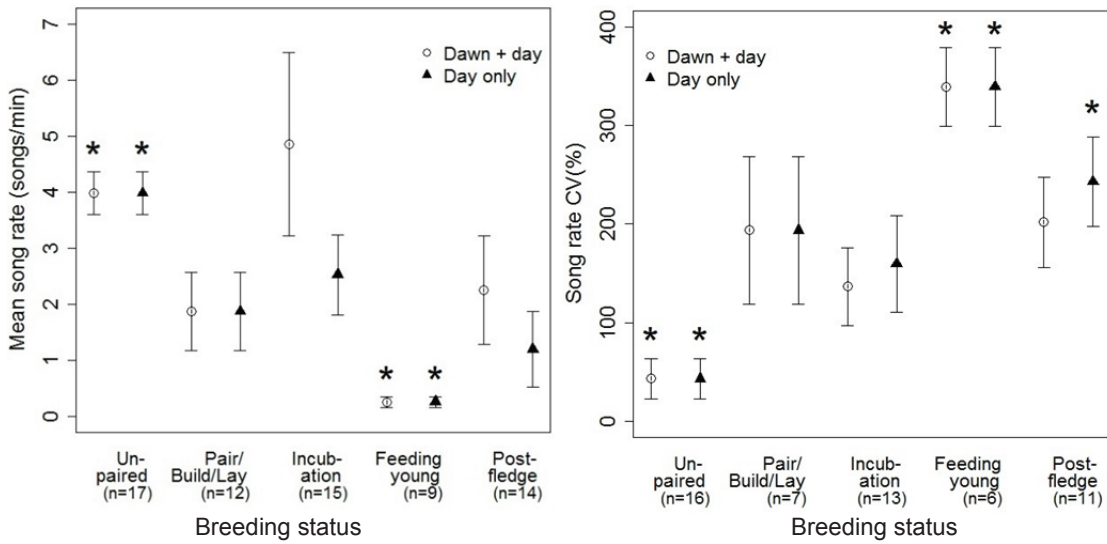 Mean song rate (songs/min)
7
6
5
4
3
2
1
0
Dawn + day
Day only
* *
* *
Un-
paired
(n=17)
Pair/
Build/Lay
(n=12)
Incub-
ation
(n=15)
Feeding
young
(n=9)
Post-
fledge
(n=14)
Breeding status
Song rate CV(%)
400
300
200
100
0
Dawn + day
Day only
* *
*
* *
Un-
paired
(n=16)
Pair/
Build/Lay
(n=7)
Incub-
ation
(n=13)
Feeding
young
(n=6)
Post-
fledge
(n=11)
Breeding status